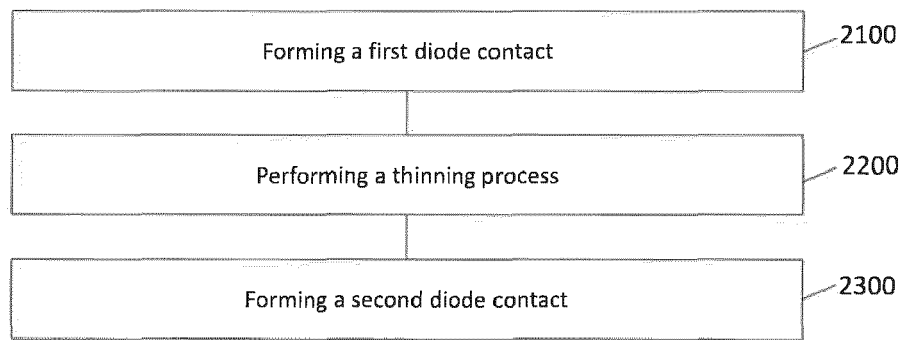 Forming a first diode contact
2100
Performing a thinning process
2200
Forming a second diode contact
2300